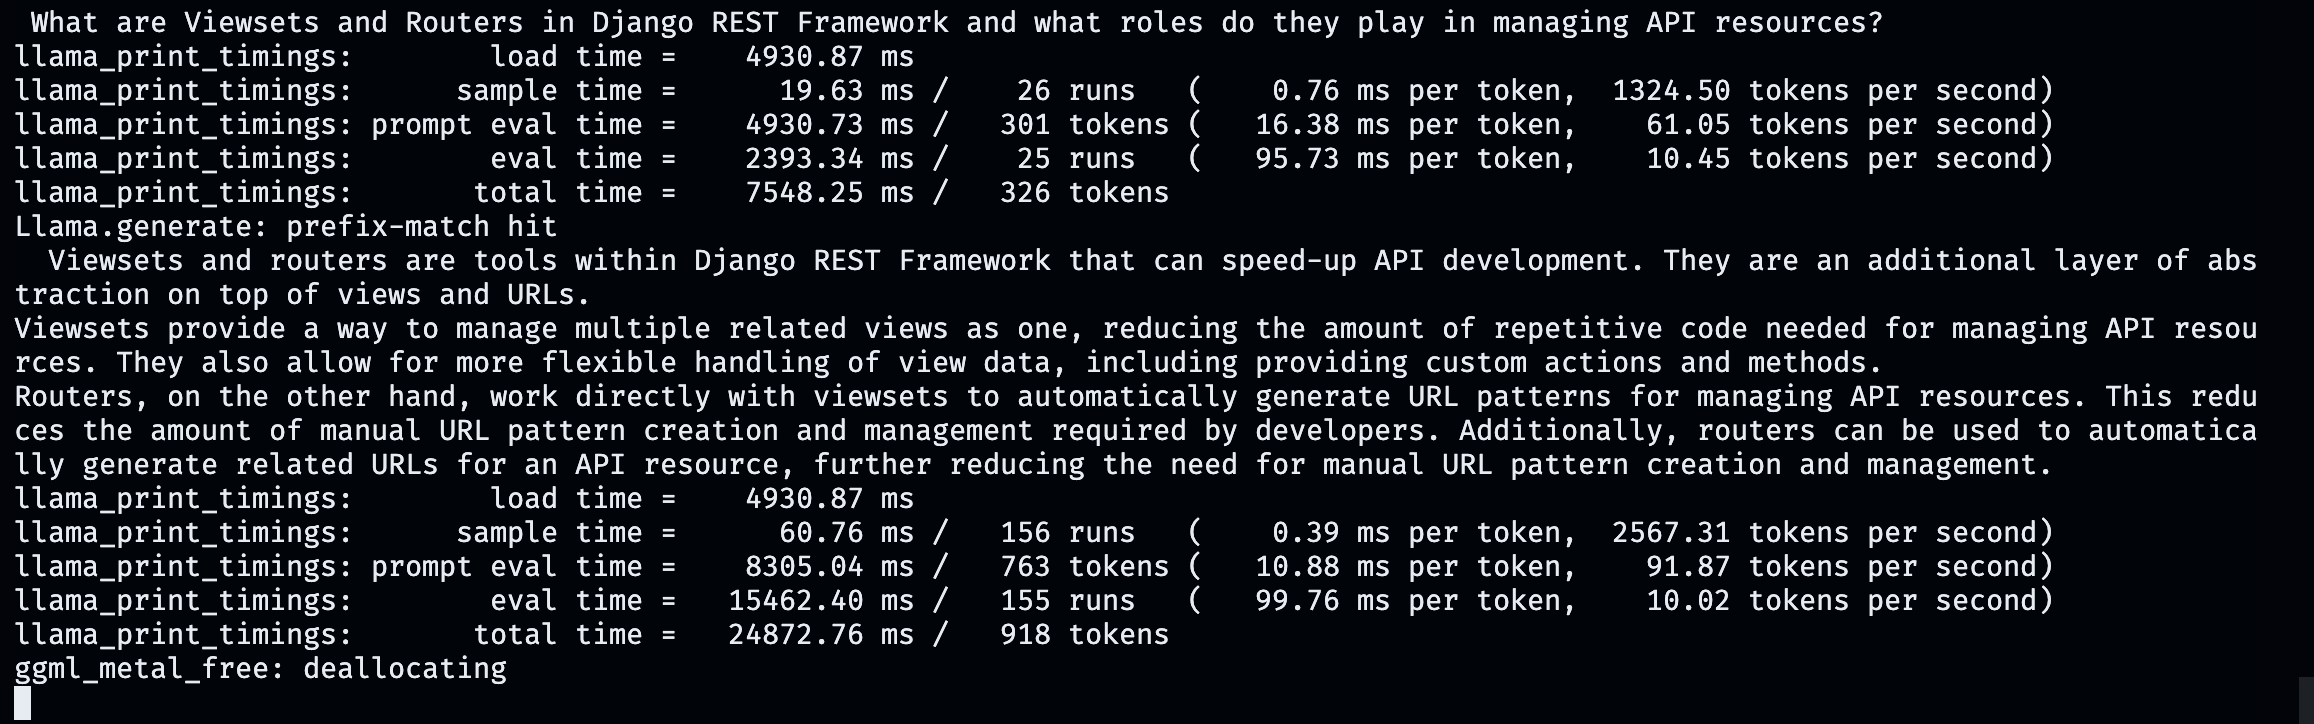 What are Viewsets and Routers in Django REST Framework and what roles do they play in managing API resources?
llama_print_timings:        load time =    4930.87 ms
llama_print_timings:      sample time =      19.63 ms /    26 runs   (    0.76 ms per token,  1324.50 tokens per second)
llama_print_timings: prompt eval time =    4930.73 ms /   301 tokens (   16.38 ms per token,    61.05 tokens per second)
llama_print_timings:        eval time =    2393.34 ms /    25 runs   (   95.73 ms per token,    10.45 tokens per second)
llama_print_timings:       total time =    7548.25 ms /   326 tokens
Llama.generate: prefix-match hit
  Viewsets and routers are tools within Django REST Framework that can speed-up API development. They are an additional layer of abs
traction on top of views and URLs.
Viewsets provide a way to manage multiple related views as one, reducing the amount of repetitive code needed for managing API resou
rces. They also allow for more flexible handling of view data, including providing custom actions and methods.
Routers, on the other hand, work directly with viewsets to automatically generate URL patterns for managing API resources. This redu
ces the amount of manual URL pattern creation and management required by developers. Additionally, routers can be used to automatica
lly generate related URLs for an API resource, further reducing the need for manual URL pattern creation and management.
llama_print_timings:        load time =    4930.87 ms
llama_print_timings:      sample time =      60.76 ms /   156 runs   (    0.39 ms per token,  2567.31 tokens per second)
llama_print_timings: prompt eval time =    8305.04 ms /   763 tokens (   10.88 ms per token,    91.87 tokens per second)
llama_print_timings:        eval time =   15462.40 ms /   155 runs   (   99.76 ms per token,    10.02 tokens per second)
llama_print_timings:       total time =   24872.76 ms /   918 tokens
ggml_metal_free: deallocating